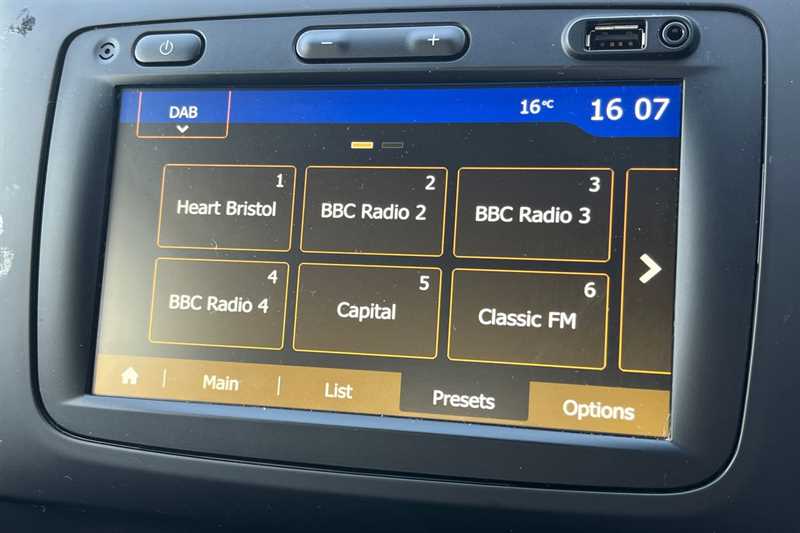 DAB
16°C
16 07
1
Heart Bristol
2
BBC Radio 2
3
BBC Radio 3
4
BBC Radio 4
5
Capital
6
Classic FM
Main
List
Presets
Options